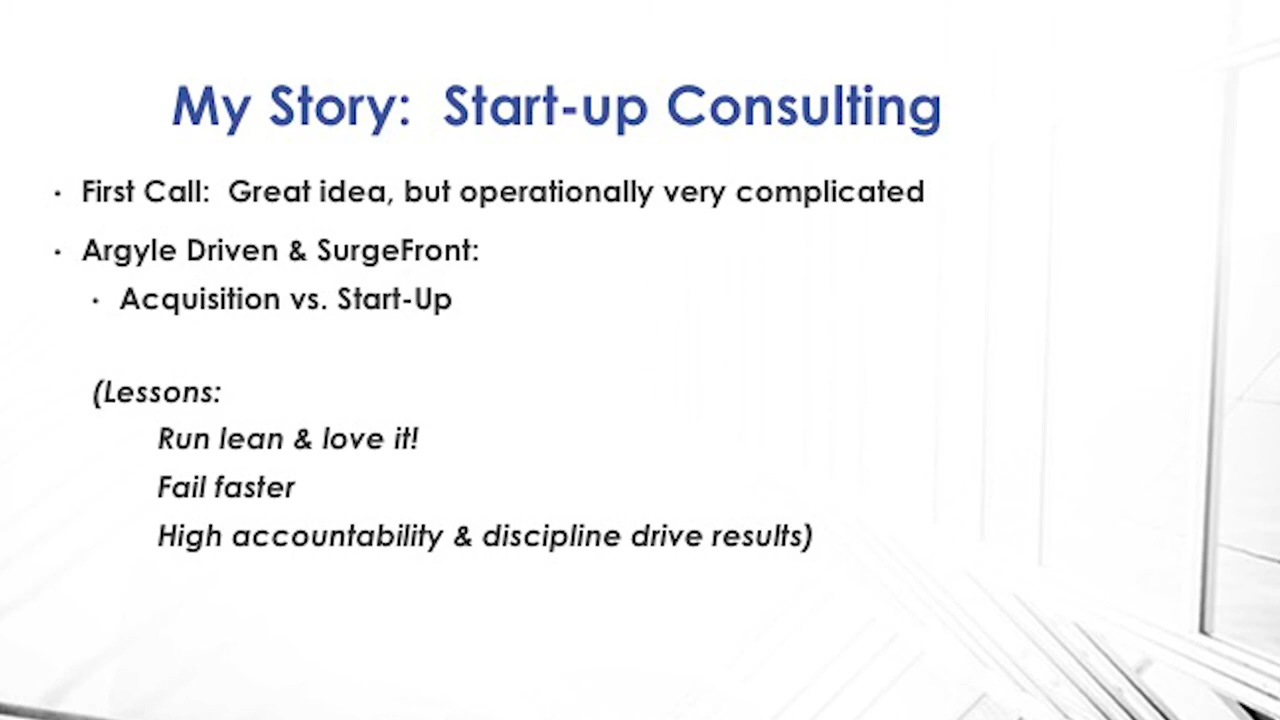 My Story:  Start-up Consulting
· First Call:  Great idea, but operationally very complicated
· Argyle Driven & SurgeFront:
· Acquisition vs. Start-Up
(Lessons:
Run lean & love it!
Fail faster
High accountability & discipline drive results)